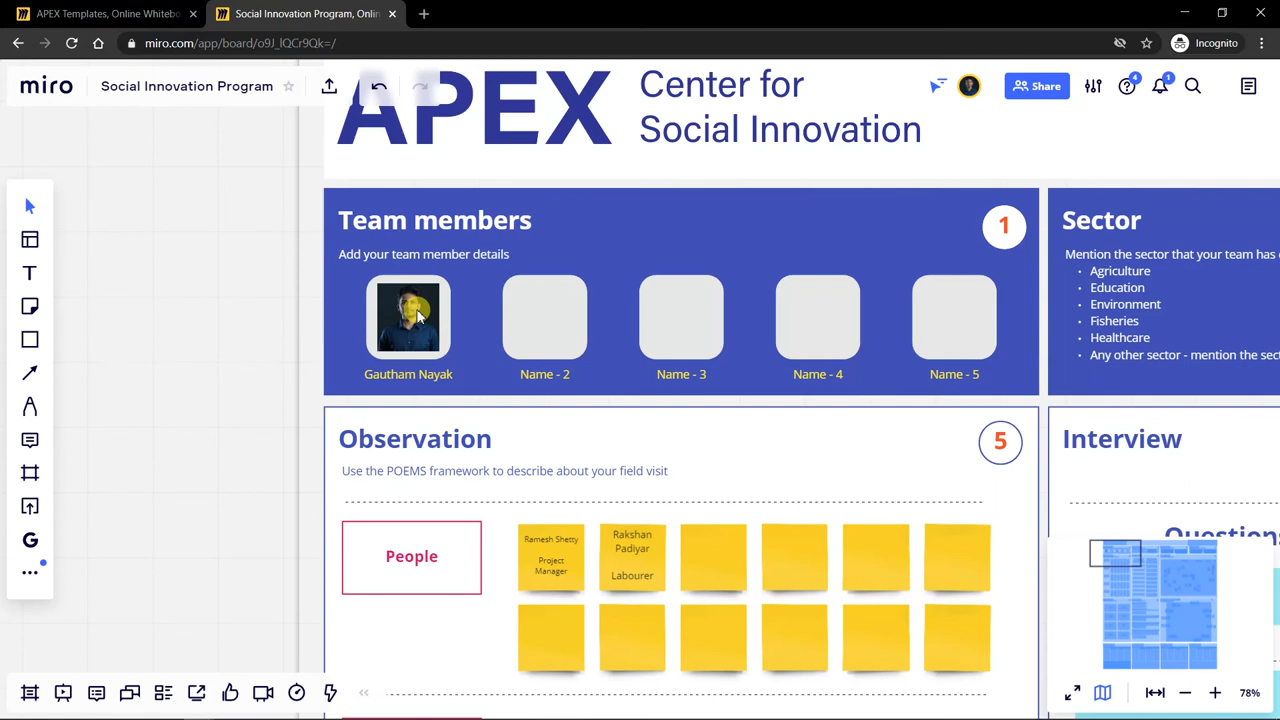 APEX Templates, Online Whitebo
Social Innovation Program, Onlin
miro.com/app/board/o9J_lQCr9Qk=/
Incognito
miro
Social Innovation Program
Share
4
1
APEX
Center for
Social Innovation
Team members
1
Add your team member details
Gautham Nayak
Name - 2
Name - 3
Name - 4
Name - 5
Sector
Mention the sector that your team has
• Agriculture
• Education
• Environment
• Fisheries
• Healthcare
• Any other sector - mention the sec
Observation
5
Use the POEMS framework to describe about your field visit
People
Ramesh Shetty
Project
Manager
Rakshan
Padiyar
Labourer
Interview
Question
78%